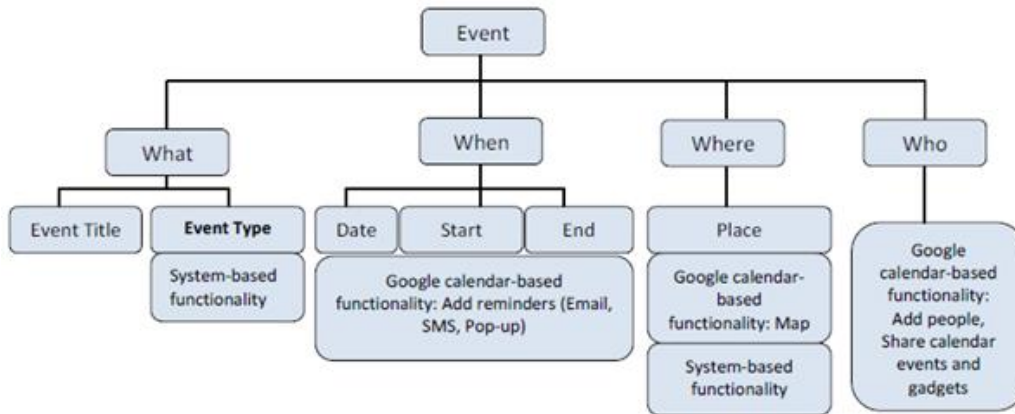 Event
What
When
Where
Who
Event Title
Event Type
Date
Start
End
Place
System-based
functionality
Google calendar-based
functionality: Add reminders (Email,
SMS, Pop-up)
Google calendar-
based
functionality: Map
System-based
functionality
Google
calendar-based
functionality:
Add people,
Share calendar
events and
gadgets